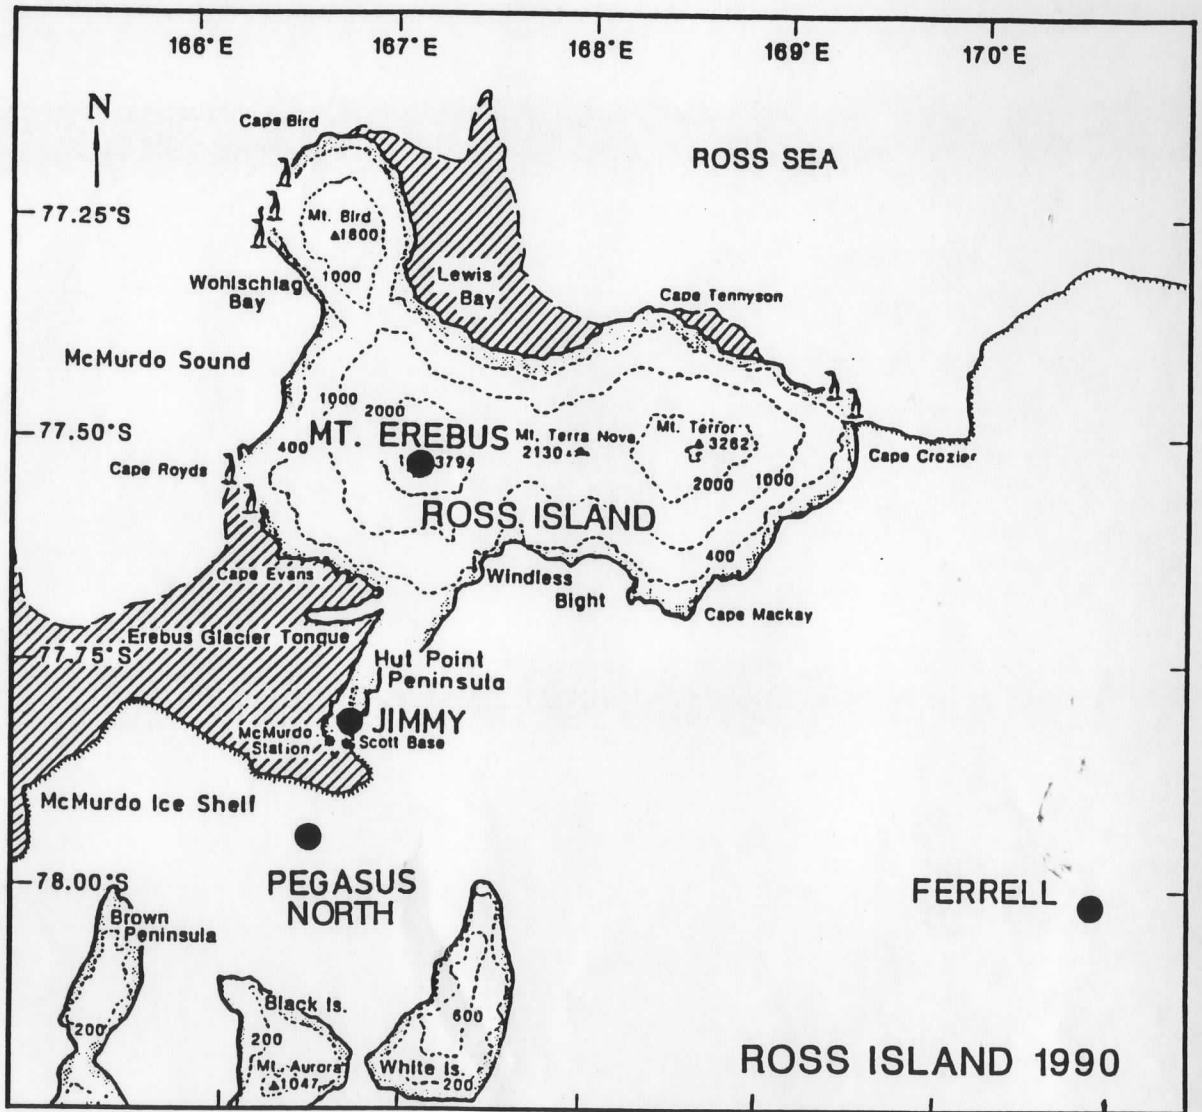 166°E
167°E
168°E
169°E
170°E
N
Cape Bird
ROSS SEA
77.25°S
Mt. Bird
1800
1000
Wohlschlag
Bay
Lewis
Bay
Cape Tennyson
McMurdo Sound
1000
2000
77.50°S
400
MT. EREBUS
3794
Mt. Terra Nova
2130
Mt. Terror
3262
2000
1000
Cape Crozier
Cape Royds
ROSS ISLAND
400
Cape Evans
Windless
Bight
Cape Mackay
Erebus Glacier Tongue
77.75°S
Hut Point
Peninsula
JIMMY
McMurdo
Station
Scott Base
McMurdo Ice Shelf
78.00°S
PEGASUS
NORTH
FERRELL
Brown
Peninsula
200
Black Is.
200
Mt. Aurora
1047
600
White Is.
200
ROSS ISLAND 1990